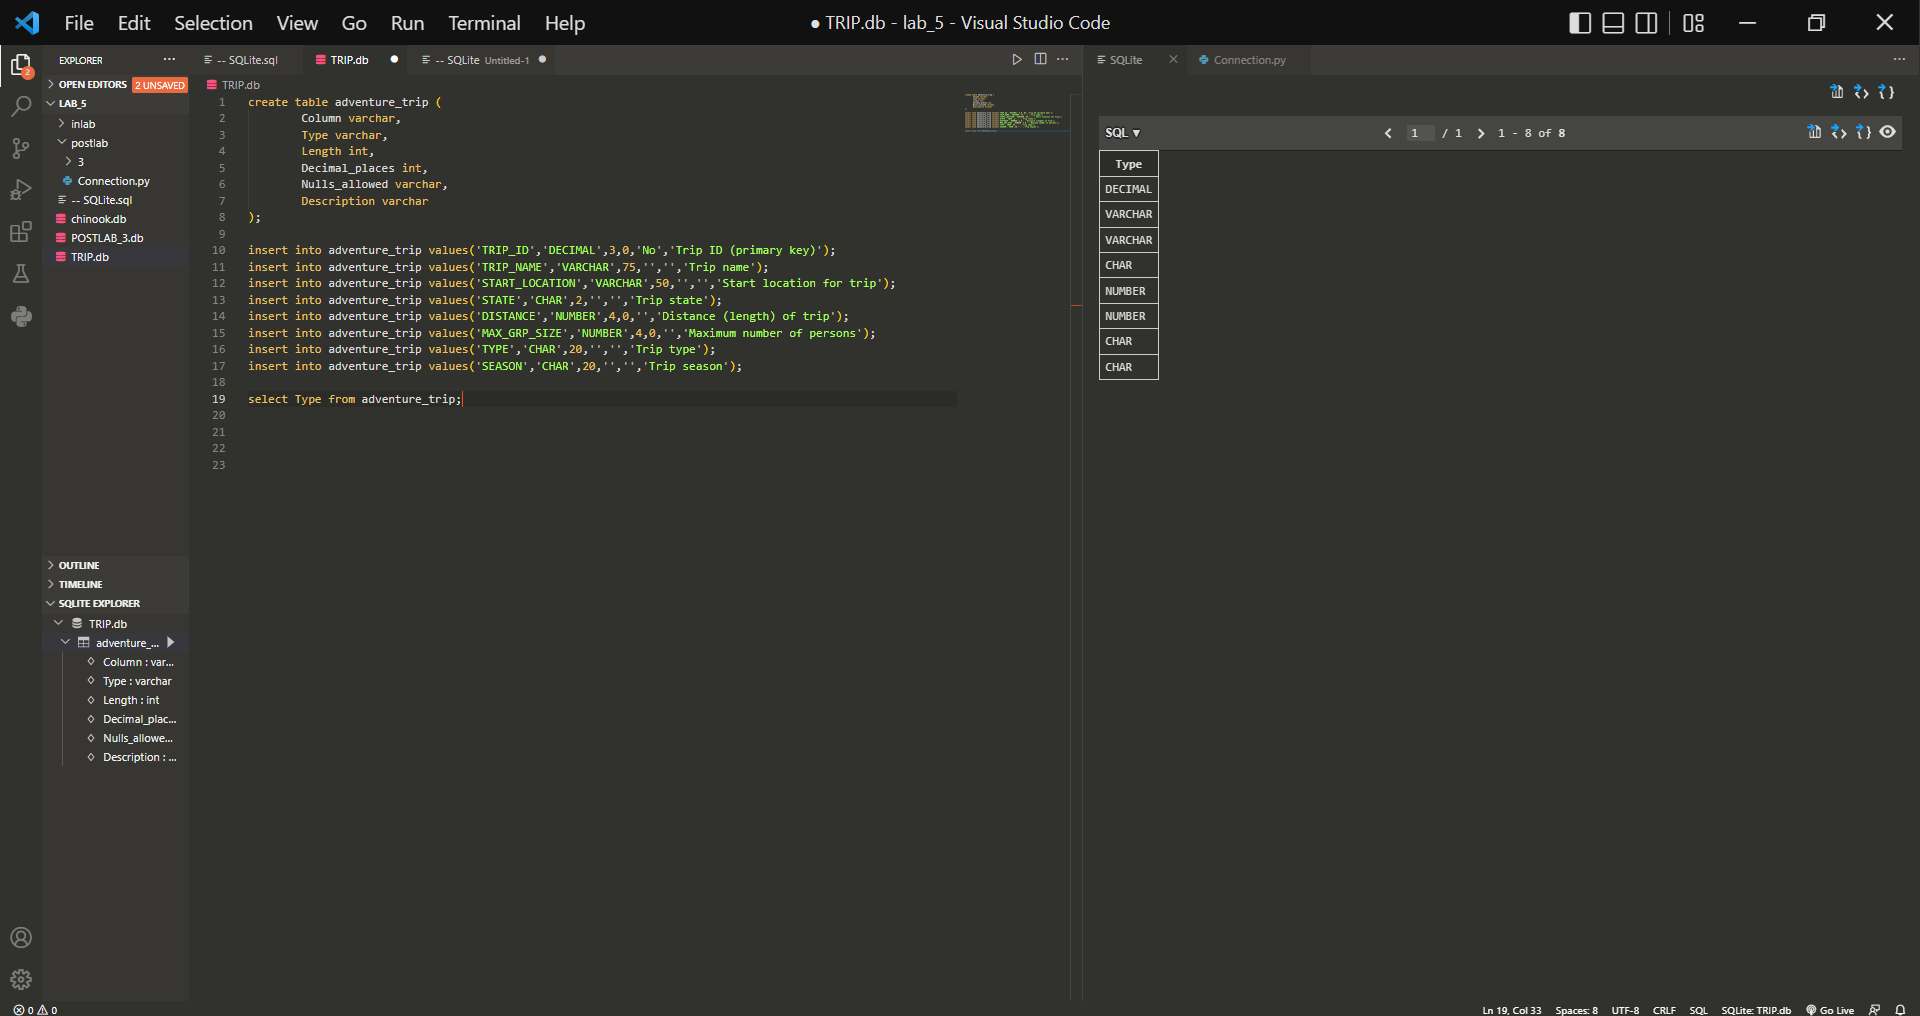 File Edit Selection View Go Run Terminal Help
● TRIP.db - lab_5 - Visual Studio Code
2
EXPLORER ···
OPEN EDITORS 2 UNSAVED
LAB_5
inlab
postlab
3
Connection.py
-- SQLite.sql
chinook.db
POSTLAB_3.db
TRIP.db
OUTLINE
TIMELINE
SQLITE EXPLORER
TRIP.db
adventure_...
Column : var...
Type : varchar
Length : int
Decimal_plac...
Nulls_allowe...
Description : ...
-- SQLite.sql TRIP.db ● -- SQLite Untitled-1 ●
TRIP.db
1 create table adventure_trip (
2 Column varchar,
3 Type varchar,
4 Length int,
5 Decimal_places int,
6 Nulls_allowed varchar,
7 Description varchar
8 );
9
10 insert into adventure_trip values('TRIP_ID','DECIMAL',3,0,'No','Trip ID (primary key)');
11 insert into adventure_trip values('TRIP_NAME','VARCHAR',75,'','','Trip name');
12 insert into adventure_trip values('START_LOCATION','VARCHAR',50,'','','Start location for trip');
13 insert into adventure_trip values('STATE','CHAR',2,'','','Trip state');
14 insert into adventure_trip values('DISTANCE','NUMBER',4,0,'','Distance (length) of trip');
15 insert into adventure_trip values('MAX_GRP_SIZE','NUMBER',4,0,'','Maximum number of persons');
16 insert into adventure_trip values('TYPE','CHAR',20,'','','Trip type');
17 insert into adventure_trip values('SEASON','CHAR',20,'','','Trip season');
18
19 select Type from adventure_trip;
20
21
22
23
SQLite Connection.py
SQL ▼ 1 / 1 1 - 8 of 8
Type
DECIMAL
VARCHAR
VARCHAR
CHAR
NUMBER
NUMBER
CHAR
CHAR
0 0 Ln 19, Col 33 Spaces: 8 UTF-8 CRLF SQL SQLite: TRIP.db Go Live